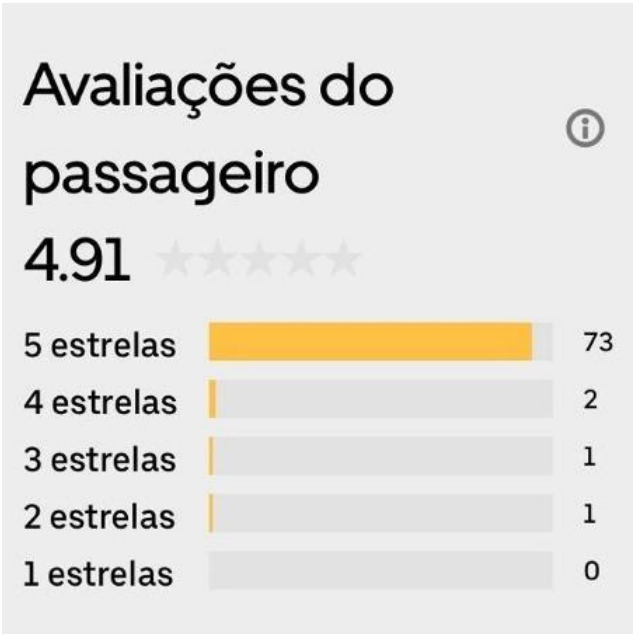 Avaliações do
passageiro
4.91
5 estrelas 73
4 estrelas 2
3 estrelas 1
2 estrelas 1
1 estrelas 0